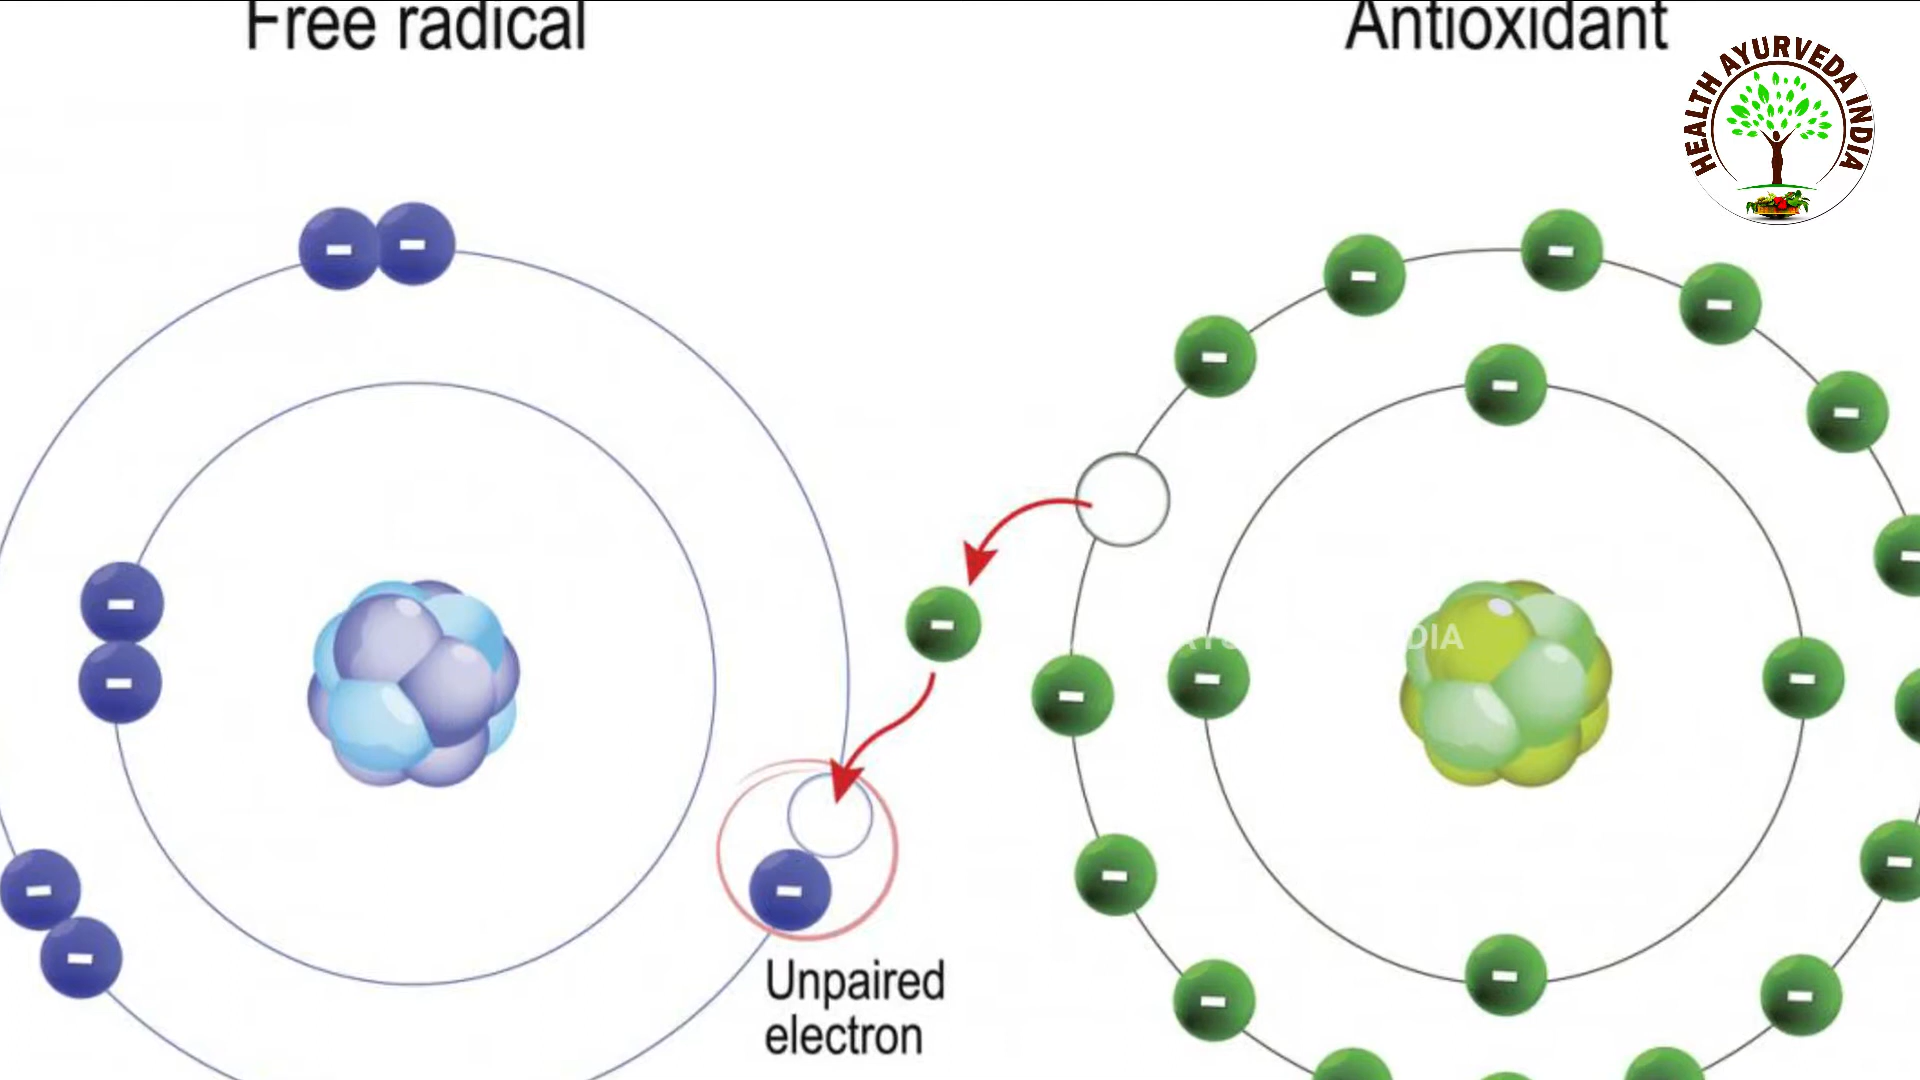 Free radical
Antioxidant
HEALTH AYURVEDA INDIA
Unpaired
electron